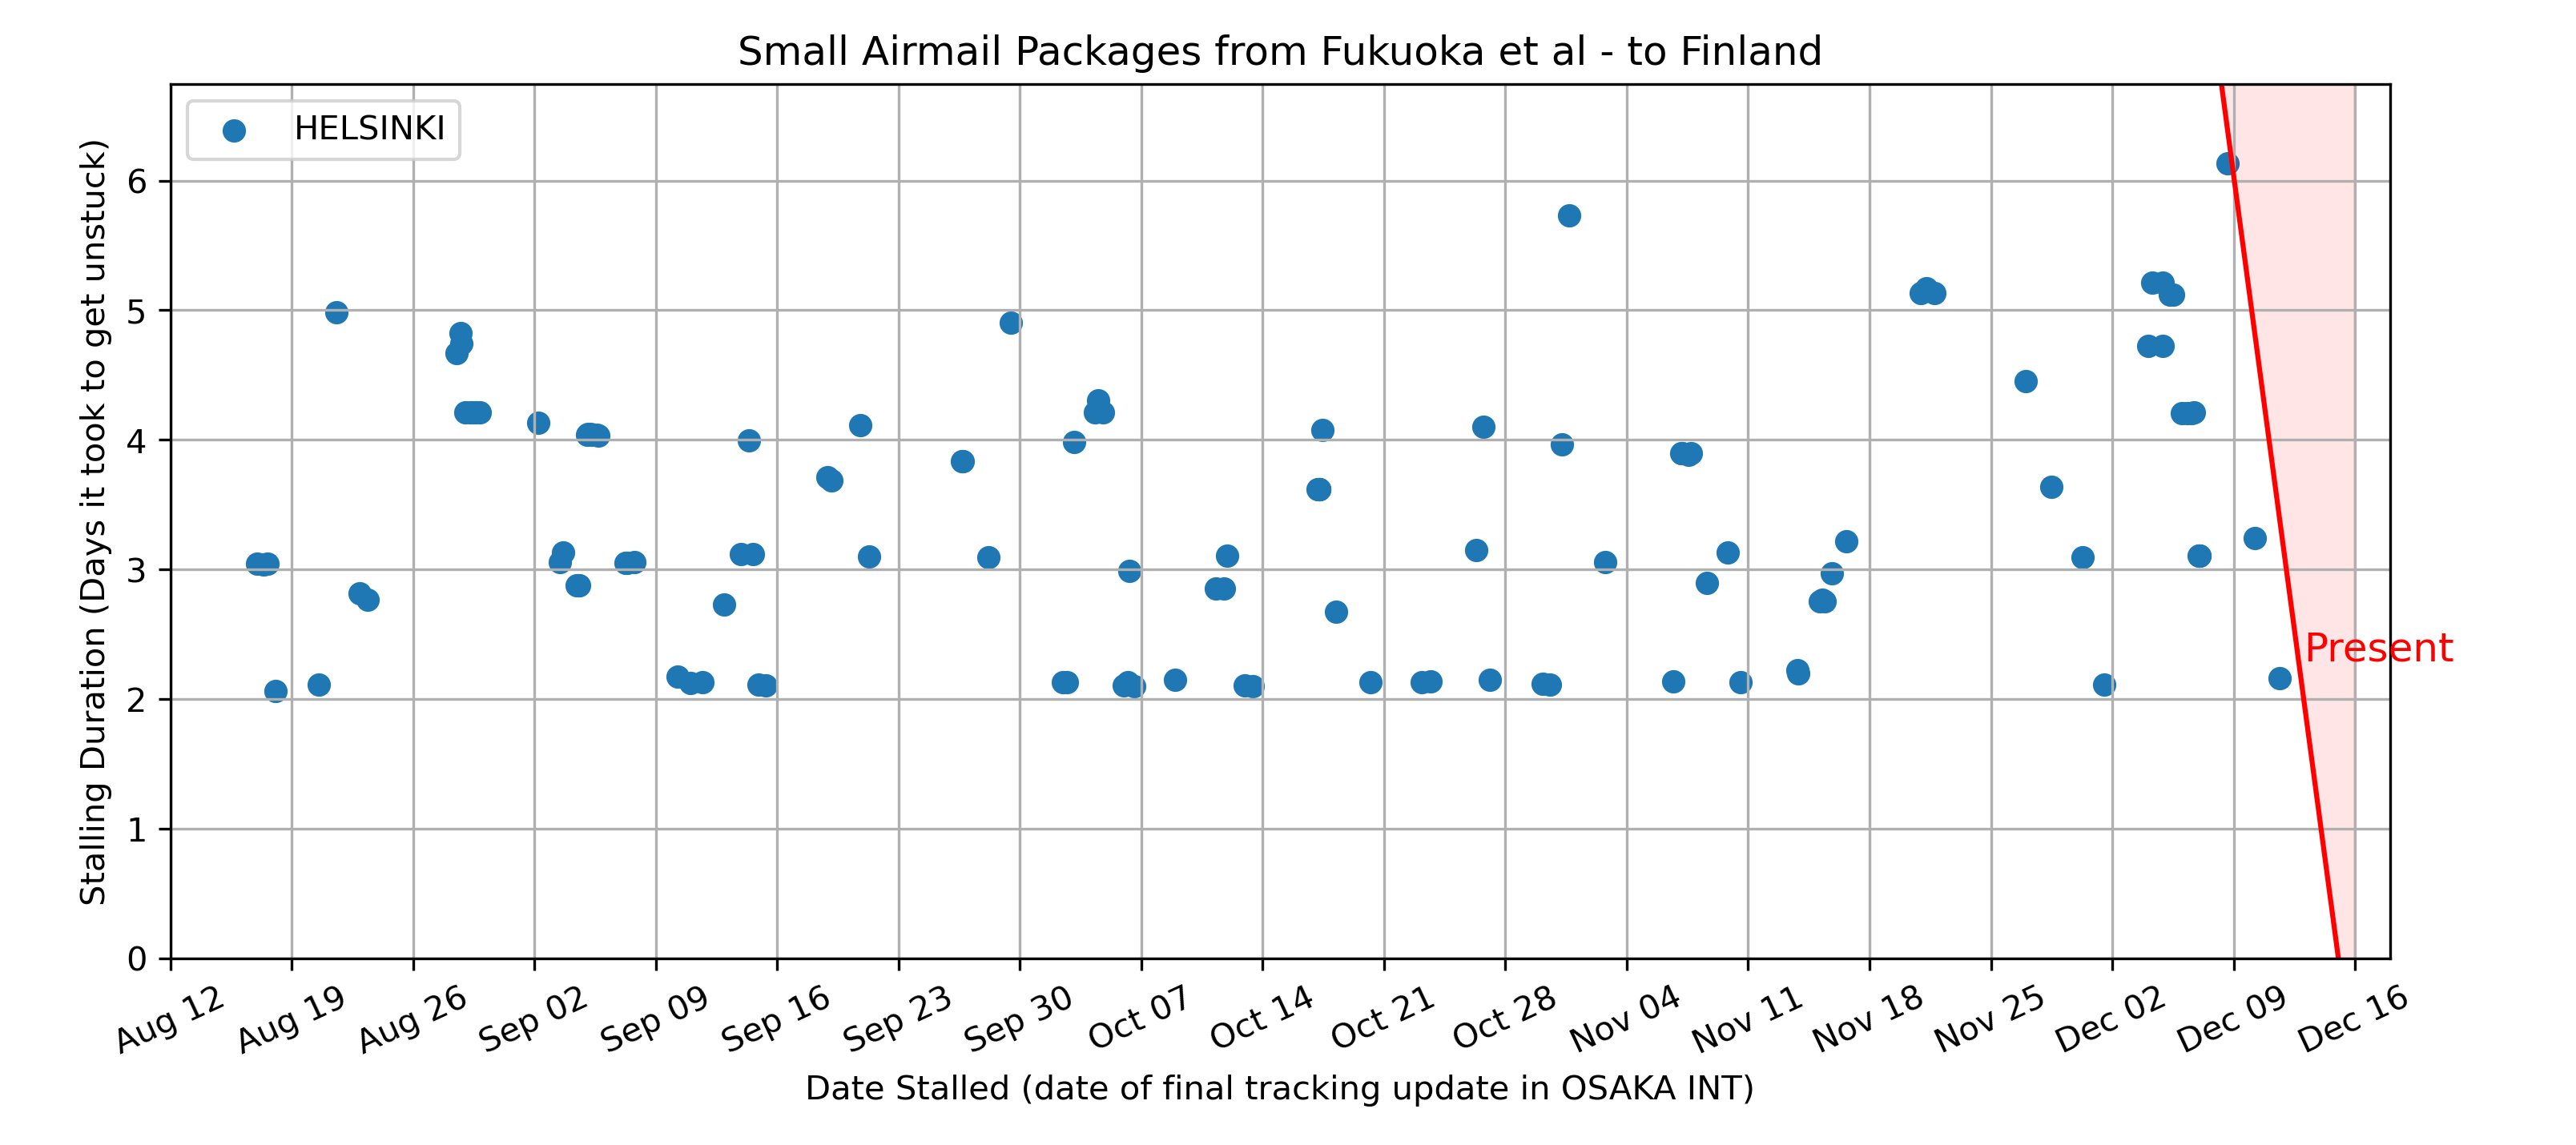 Small Airmail Packages from Fukuoka et al - to Finland
HELSINKI
Stalling Duration (Days it took to get unstuck)
6
5
4
3
2
1
0
Present
Aug 12
Aug 19
Aug 26
Sep 02
Sep 09
Sep 16
Sep 23
Sep 30
Oct 07
Oct 14
Oct 21
Oct 28
Nov 04
Nov 11
Nov 18
Nov 25
Dec 02
Dec 09
Dec 16
Date Stalled (date of final tracking update in OSAKA INT)